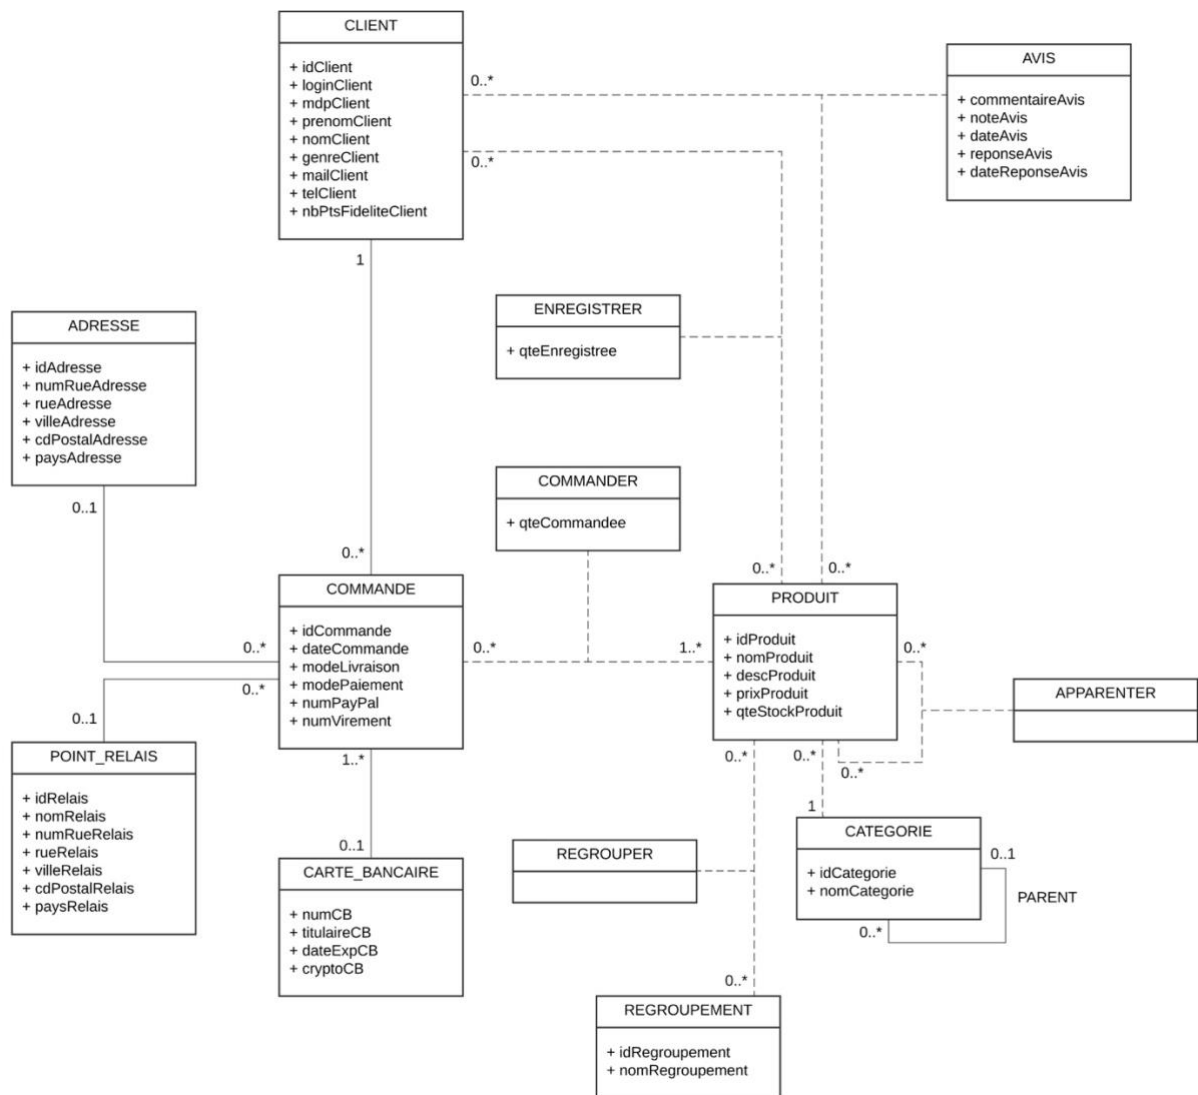 CLIENT
+ idClient
+ loginClient
+ mdpClient
+ prenomClient
+ nomClient
+ genreClient
+ mailClient
+ telClient
+ nbPtsFideliteClient
0..*
0..*
1
AVIS
+ commentaireAvis
+ noteAvis
+ dateAvis
+ reponseAvis
+ dateReponseAvis
ENREGISTRER
+ qteEnregistree
ADRESSE
+ idAdresse
+ numRueAdresse
+ rueAdresse
+ villeAdresse
+ cdPostalAdresse
+ paysAdresse
0..1
COMMANDER
+ qteCommandee
0..*
0..*
0..*
COMMANDE
+ idCommande
+ dateCommande
+ modeLivraison
+ modePaiement
+ numPayPal
+ numVirement
0..*
0..*
0..*
1..*
PRODUIT
+ idProduit
+ nomProduit
+ descProduit
+ prixProduit
+ qteStockProduit
0..*
0..*
APPARENTER
0..1
POINT_RELAIS
+ idRelais
+ nomRelais
+ numRueRelais
+ rueRelais
+ villeRelais
+ cdPostalRelais
+ paysRelais
1..*
0..1
CARTE_BANCAIRE
+ numCB
+ titulaireCB
+ dateExpCB
+ cryptoCB
0..*
0..*
1
REGROUPER
CATEGORIE
+ idCategorie
+ nomCategorie
0..1
PARENT
0..*
0..*
REGROUPEMENT
+ idRegroupement
+ nomRegroupement